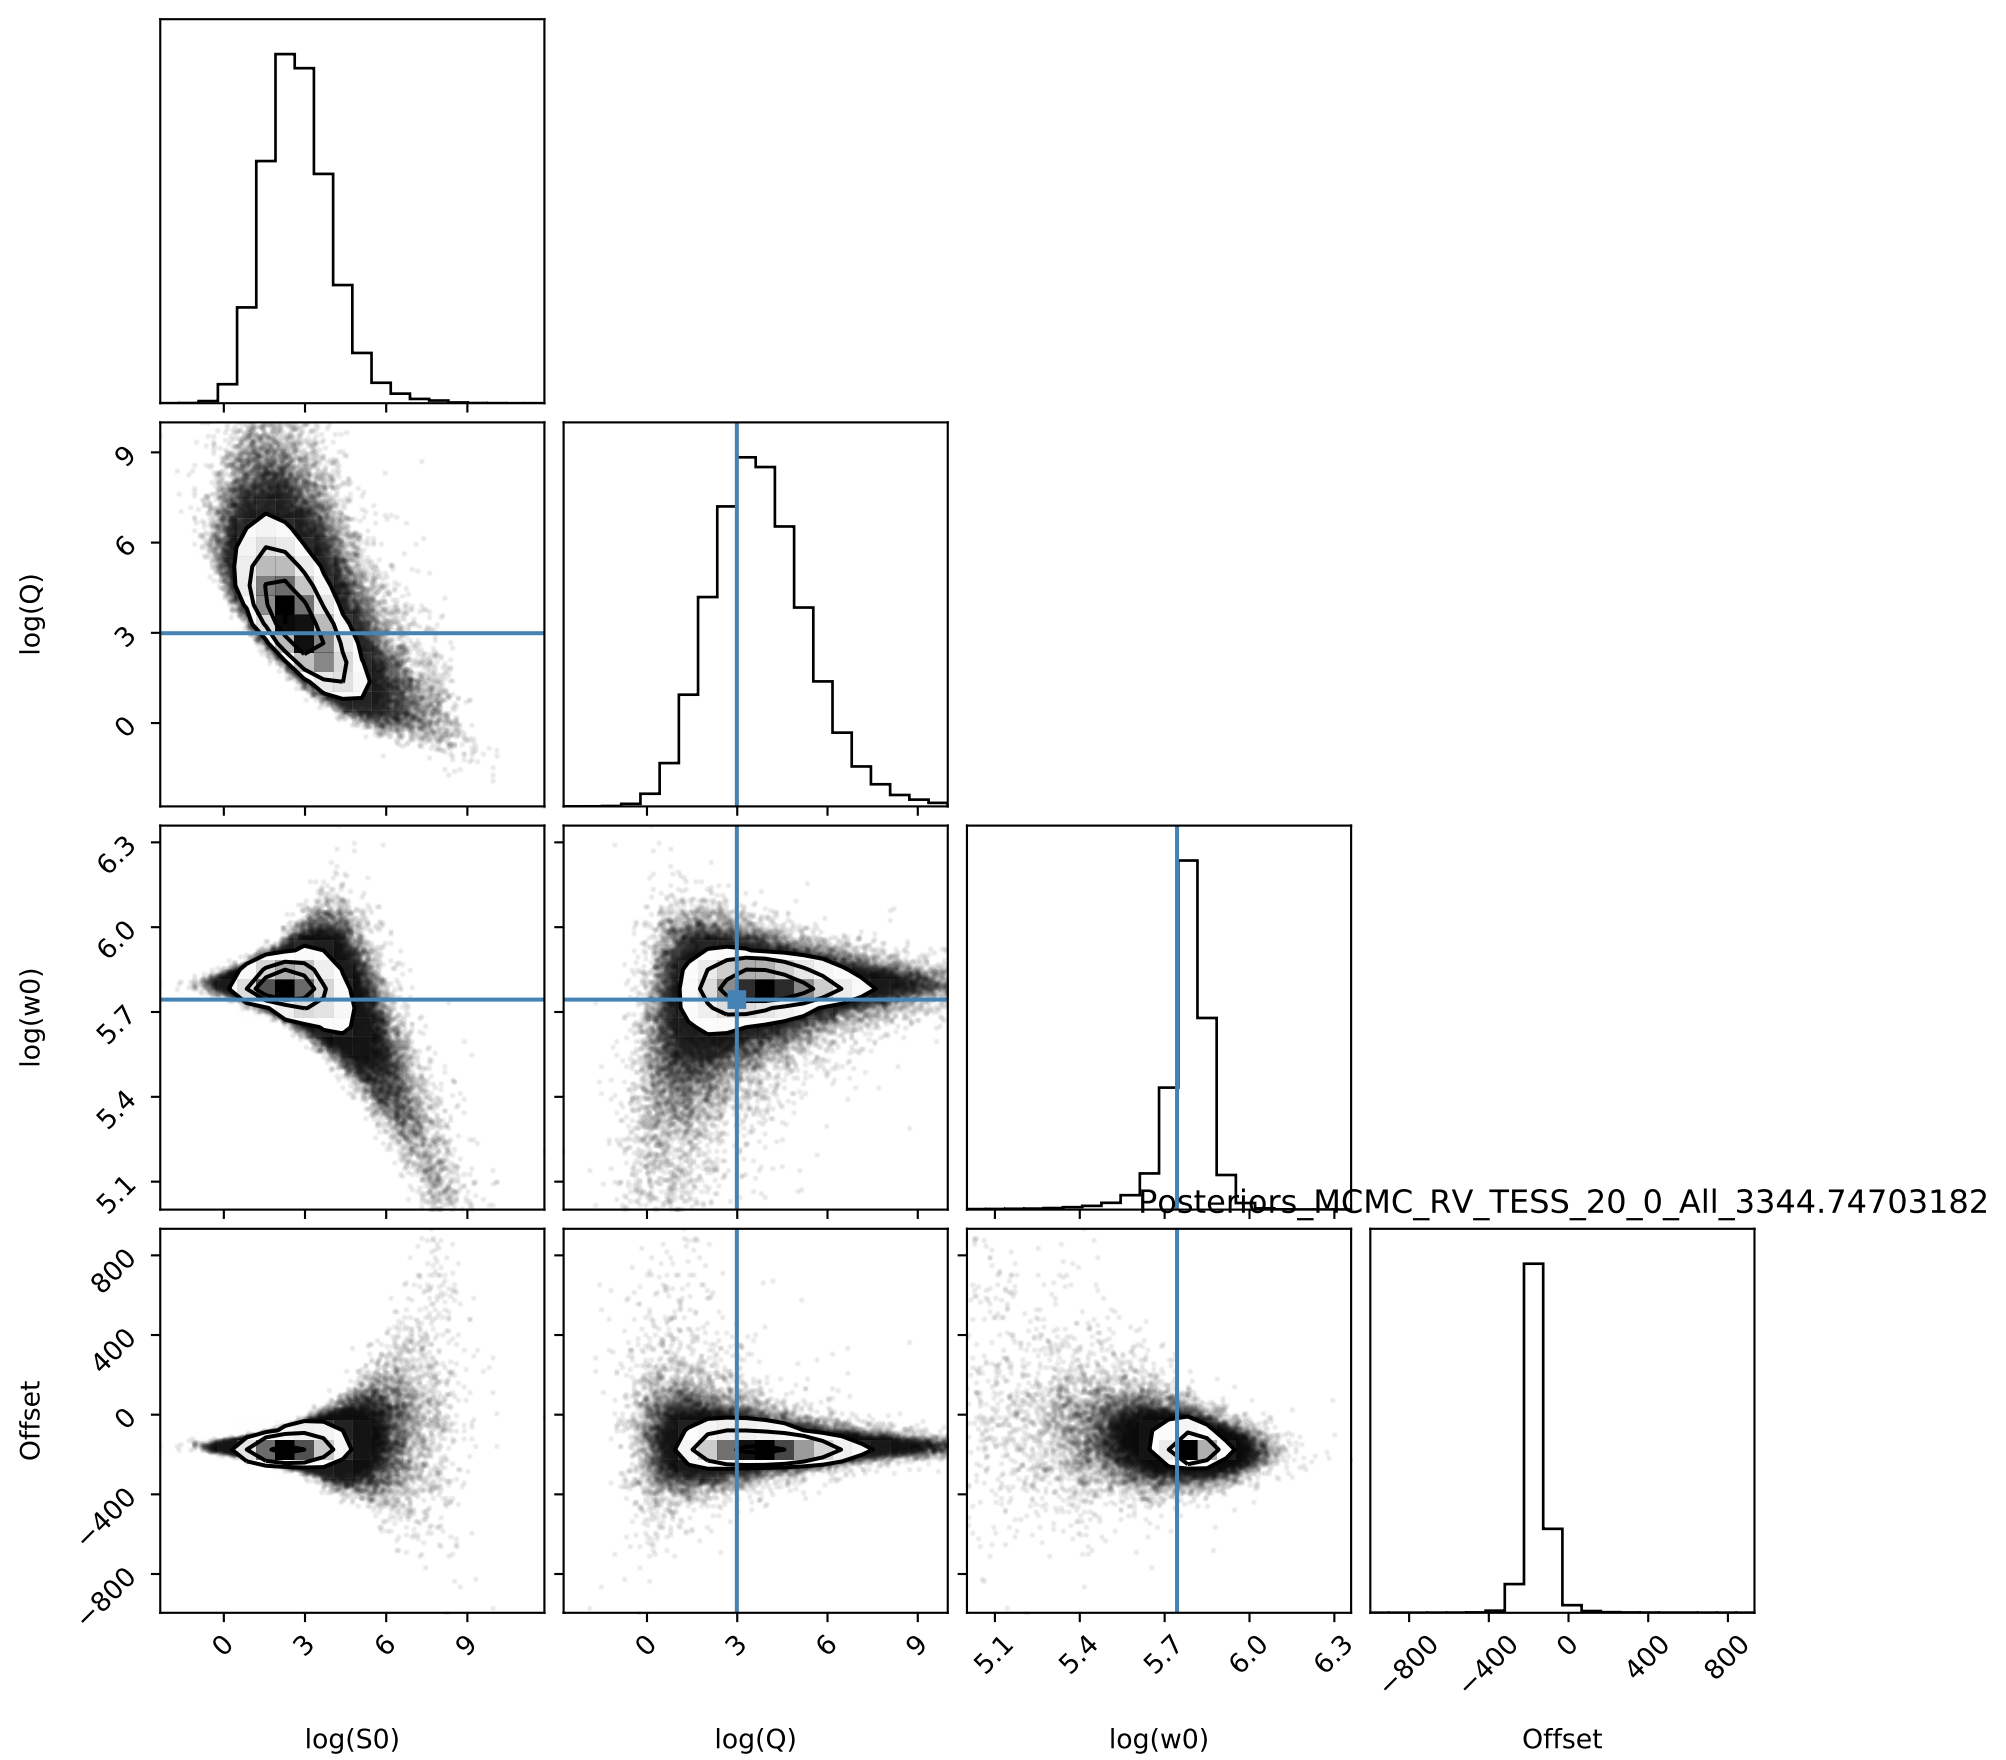 9
6
3
0
log(Q)
6.3
6.0
5.7
5.4
5.1
log(w0)
Posteriors_MCMC_RV_TESS_20_0_All_3344.74703182
800
400
0
−400
−800
Offset
0 3 6 9
0 3 6 9
5.1 5.4 5.7 6.0 6.3
−800 −400 0 400 800
log(S0) log(Q) log(w0) Offset